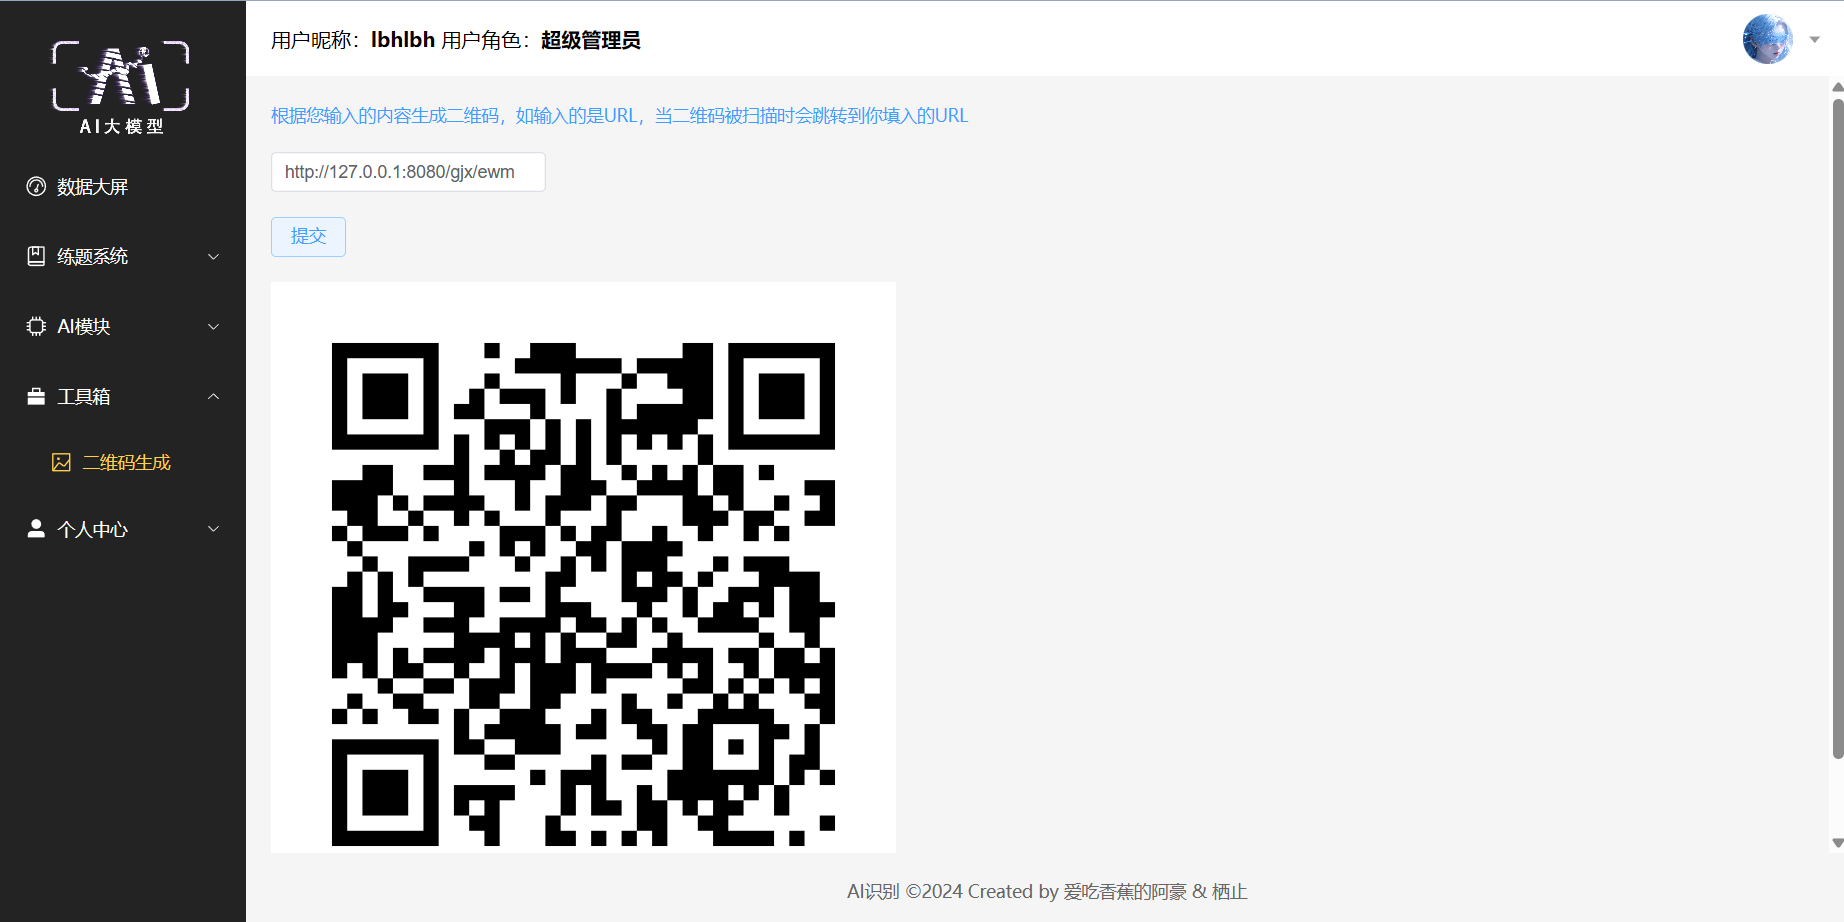 Ai
AI大模型
数据大屏
练题系统
AI模块
工具箱
二维码生成
个人中心
用户昵称：lbhlbh 用户角色：超级管理员
根据您输入的内容生成二维码，如输入的是URL，当二维码被扫描时会跳转到你填入的URL
http://127.0.0.1:8080/gjx/ewm
提交
AI识别 ©2024 Created by 爱吃香蕉的阿豪 & 栖止